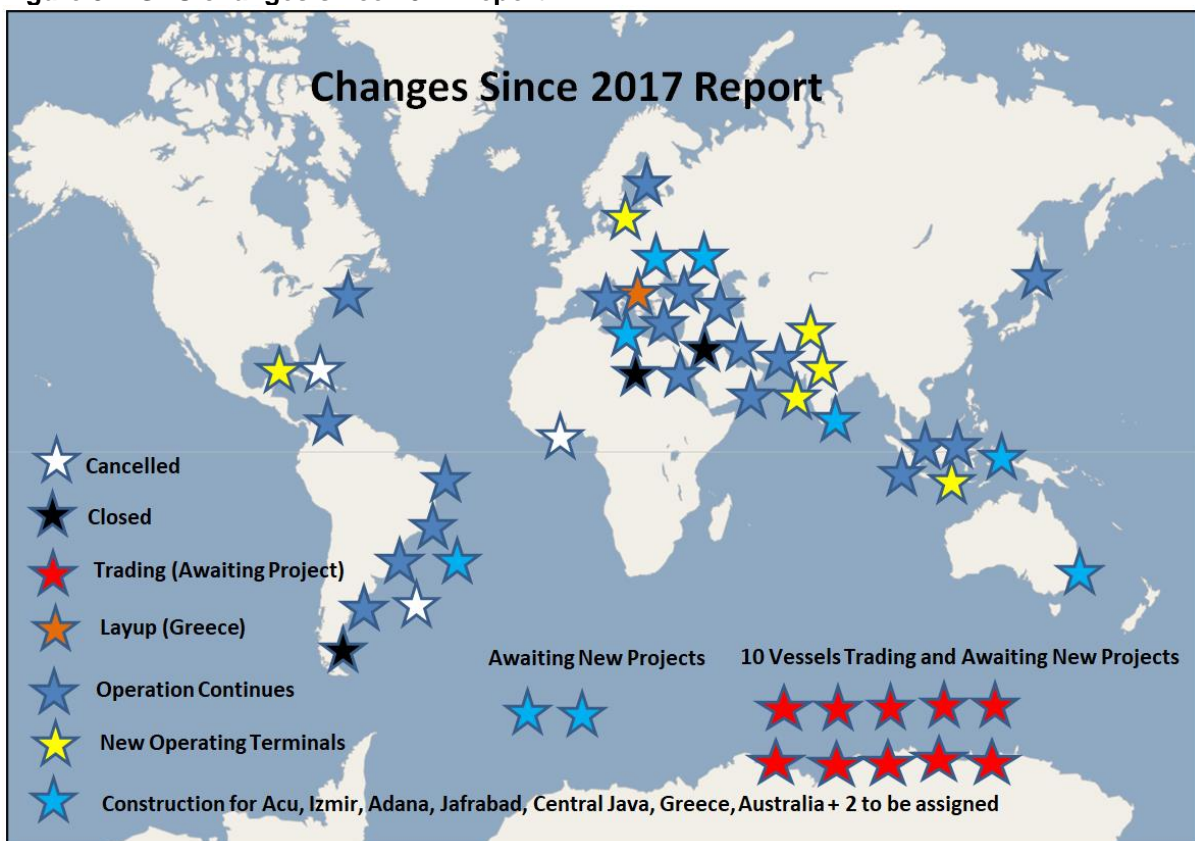 Changes Since 2017 Report
Cancelled
Closed
Trading (Awaiting Project)
Layup (Greece)
Awaiting New Projects
10 Vessels Trading and Awaiting New Projects
Operation Continues
New Operating Terminals
Construction for Acu, Izmir, Adana, Jafrabad, Central Java, Greece, Australia + 2 to be assigned